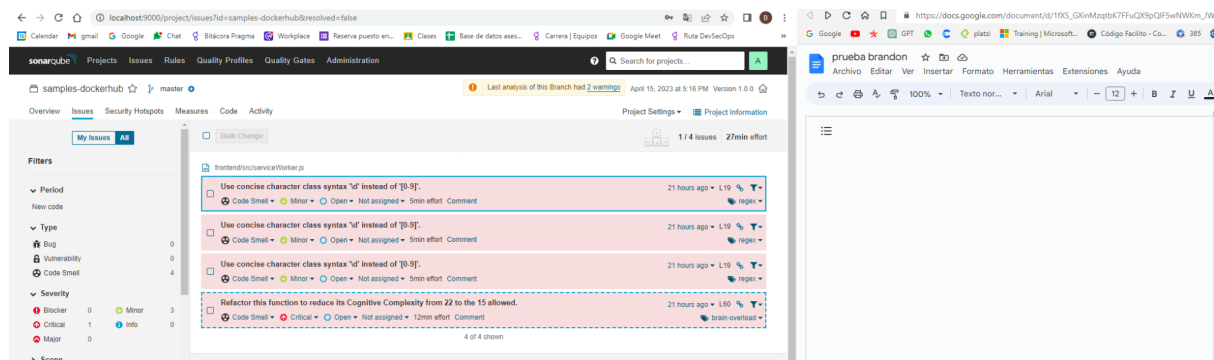 localhost:9000/project/issues?id=samples-dockerhub&resolved=false
Calendar M gmail Google Chat Bitácora Pragma Workplace Reserva puesto en... Clases Base de datos ases... Carrera | Equipos Google Meet Ruta DevSecOps »
sonarqube Projects Issues Rules Quality Profiles Quality Gates Administration Search for projects... A
samples-dockerhub master Last analysis of this Branch had 2 warnings April 15, 2023 at 5:16 PM Version 1.0.0
Overview Issues Security Hotspots Measures Code Activity Project Settings Project Information
My Issues All Bulk Change 1 / 4 issues 27min effort
Filters
Period
New code
Type
Bug 0
Vulnerability 0
Code Smell 4
Severity
Blocker 0 Minor 3
Critical 1 Info 0
Major 0
Scope
frontend/src/serviceWorker.js
Use concise character class syntax '\d' instead of '[0-9]'. 21 hours ago L19
Code Smell Minor Open Not assigned 5min effort Comment regex
Use concise character class syntax '\d' instead of '[0-9]'. 21 hours ago L19
Code Smell Minor Open Not assigned 5min effort Comment regex
Use concise character class syntax '\d' instead of '[0-9]'. 21 hours ago L19
Code Smell Minor Open Not assigned 5min effort Comment regex
Refactor this function to reduce its Cognitive Complexity from 22 to the 15 allowed. 21 hours ago L60
Code Smell Critical Open Not assigned 12min effort Comment brain-overload
4 of 4 shown
Google GPT platzi Training | Microsoft... Código Facilito - Co... 365
prueba brandon
Archivo Editar Ver Insertar Formato Herramientas Extensiones Ayuda
100% Texto nor... Arial − 12 + B I U A